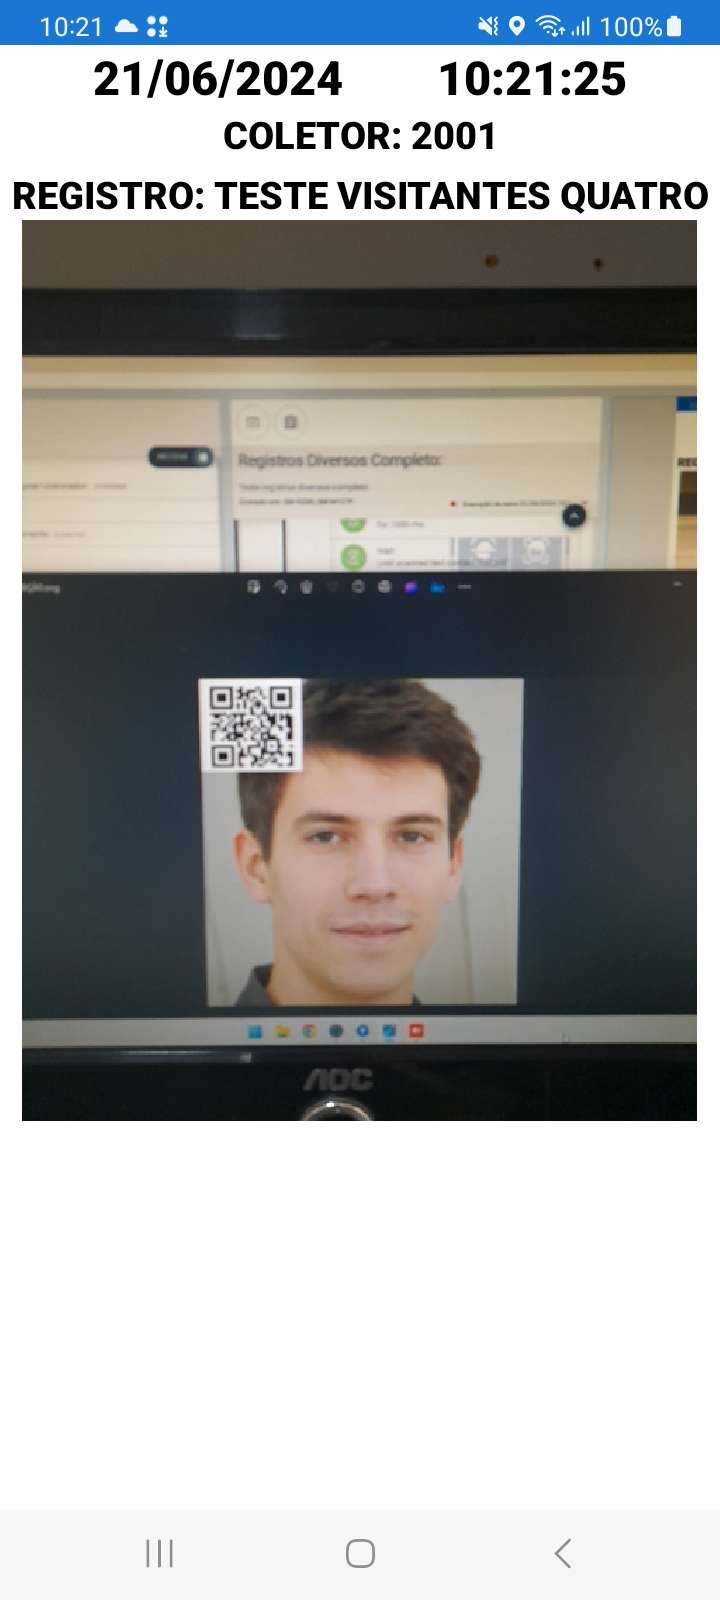 10:21 100%
21/06/2024 10:21:25
COLETOR: 2001
REGISTRO: TESTE VISITANTES QUATRO
Registros Diversos Completo:
AOC